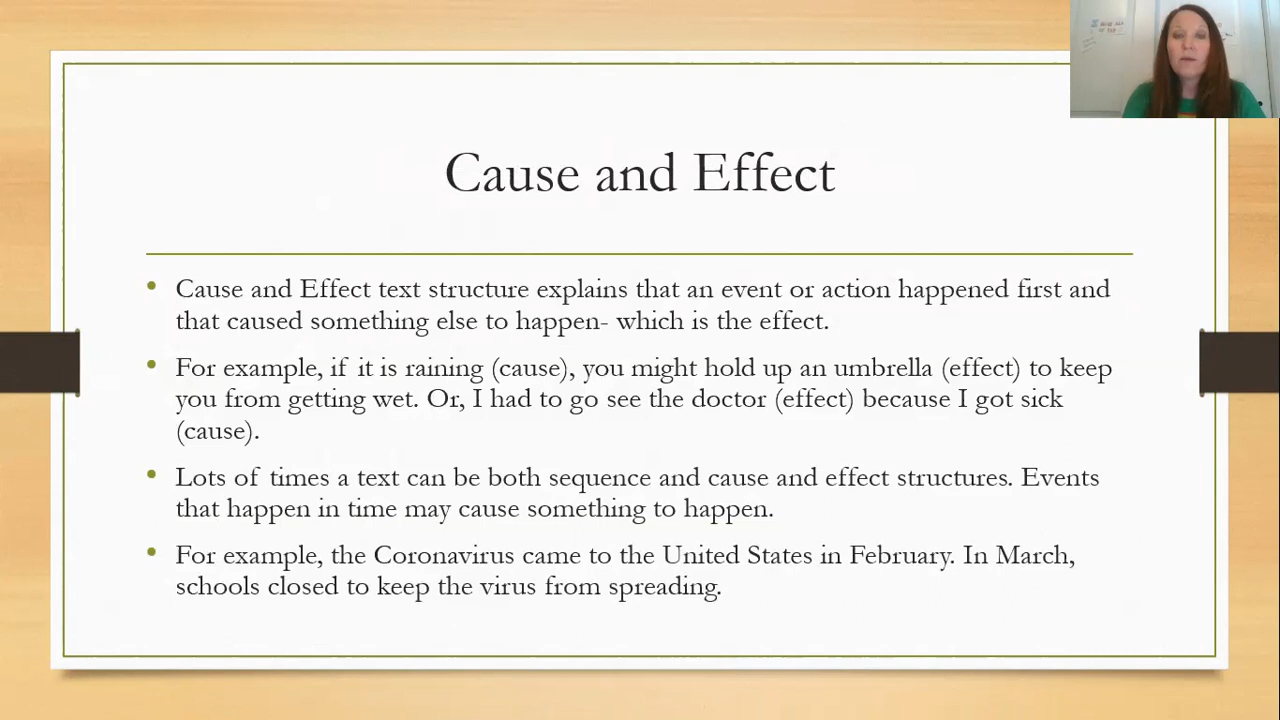 Cause and Effect
• Cause and Effect text structure explains that an event or action happened first and
that caused something else to happen- which is the effect.
• For example, if it is raining (cause), you might hold up an umbrella (effect) to keep
you from getting wet. Or, I had to go see the doctor (effect) because I got sick
(cause).
• Lots of times a text can be both sequence and cause and effect structures. Events
that happen in time may cause something to happen.
• For example, the Coronavirus came to the United States in February. In March,
schools closed to keep the virus from spreading.